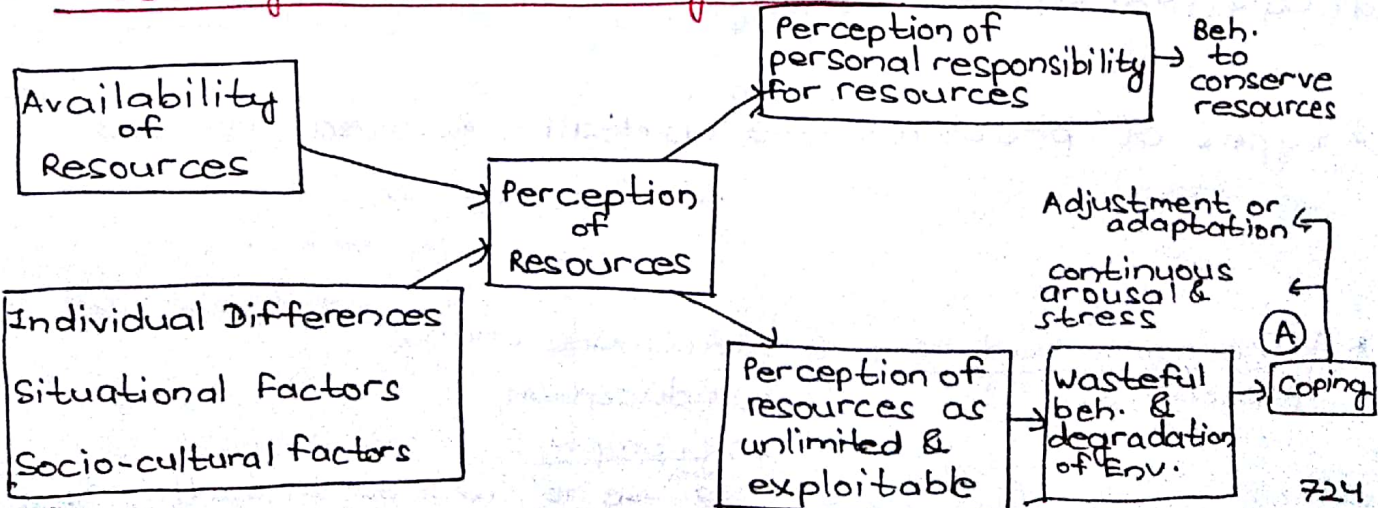 Availability
of
Resources
Individual Differences
Situational Factors
Socio-cultural factors
Perception
of
Resources
Perception of
personal responsibility
for resources
Beh.
to
conserve
resources
Perception of
resources as
unlimited &
exploitable
Wasteful
beh. &
degradation
of Env.
Coping
A
Adjustment or
adaptation
continuous
arousal &
stress
724